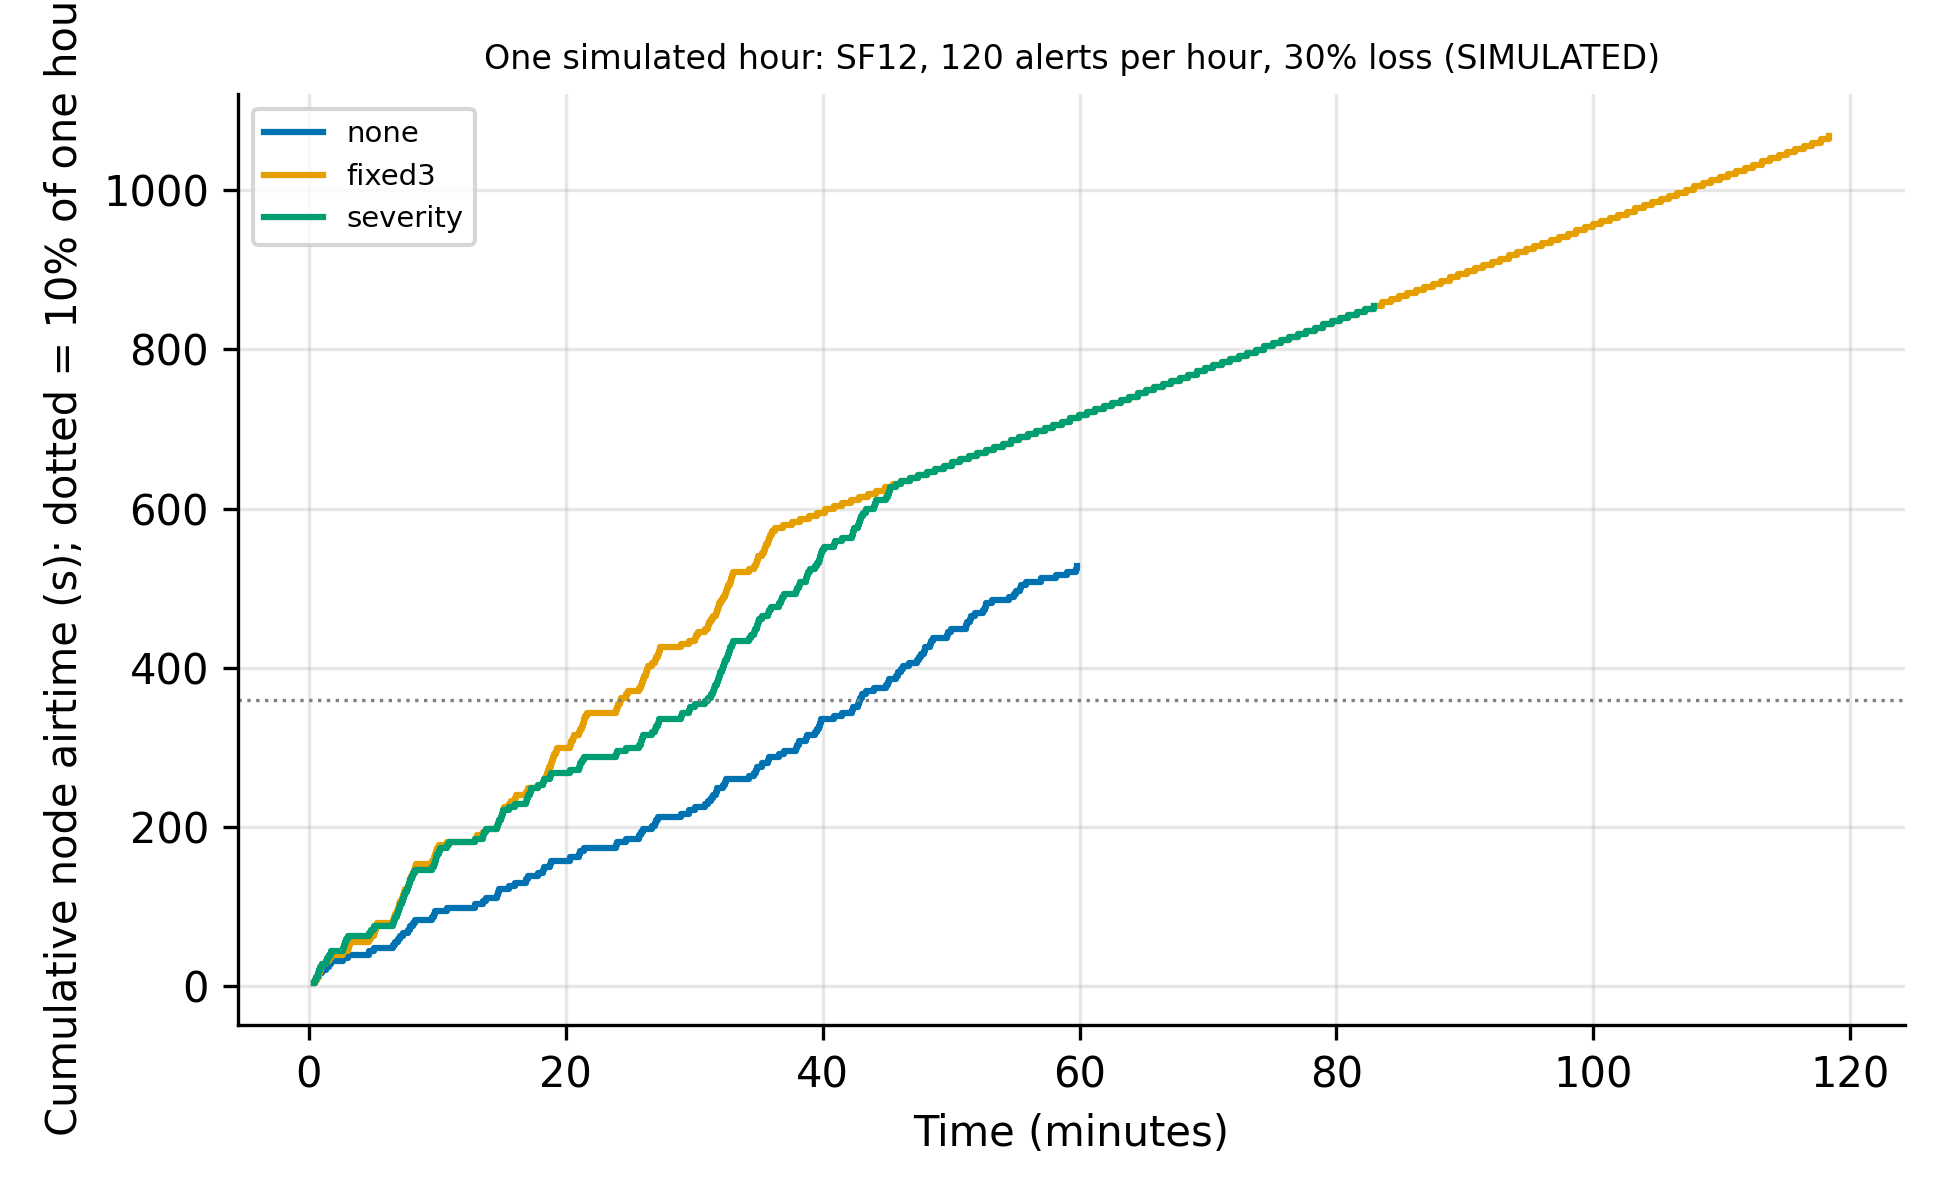 One simulated hour: SF12, 120 alerts per hour, 30% loss (SIMULATED)
none
fixed3
severity
Cumulative node airtime (s); dotted = 10% of one hou
1000
800
600
400
200
0
0 20 40 60 80 100 120
Time (minutes)